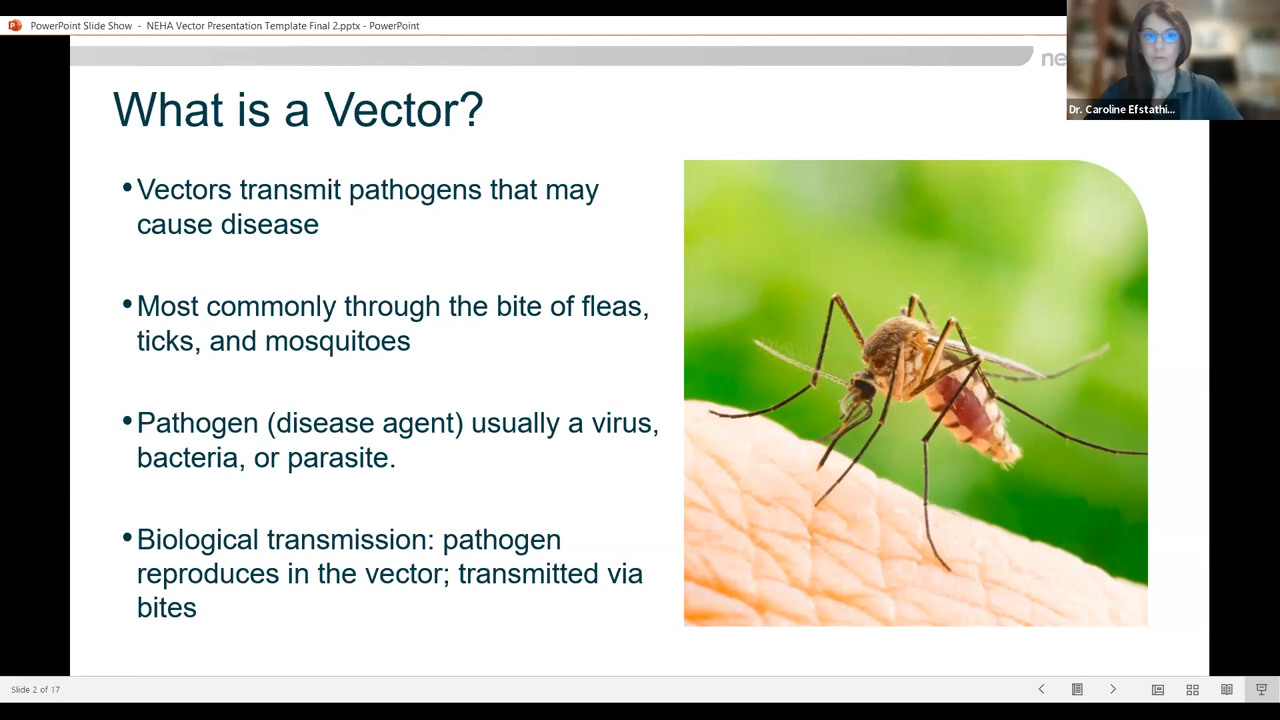 PowerPoint Slide Show - NEHA Vector Presentation Template Final 2.pptx - PowerPoint
ne
Dr. Caroline Efstathi...
What is a Vector?
•Vectors transmit pathogens that may
cause disease
•Most commonly through the bite of fleas,
ticks, and mosquitoes
•Pathogen (disease agent) usually a virus,
bacteria, or parasite.
•Biological transmission: pathogen
reproduces in the vector; transmitted via
bites
Slide 2 of 17